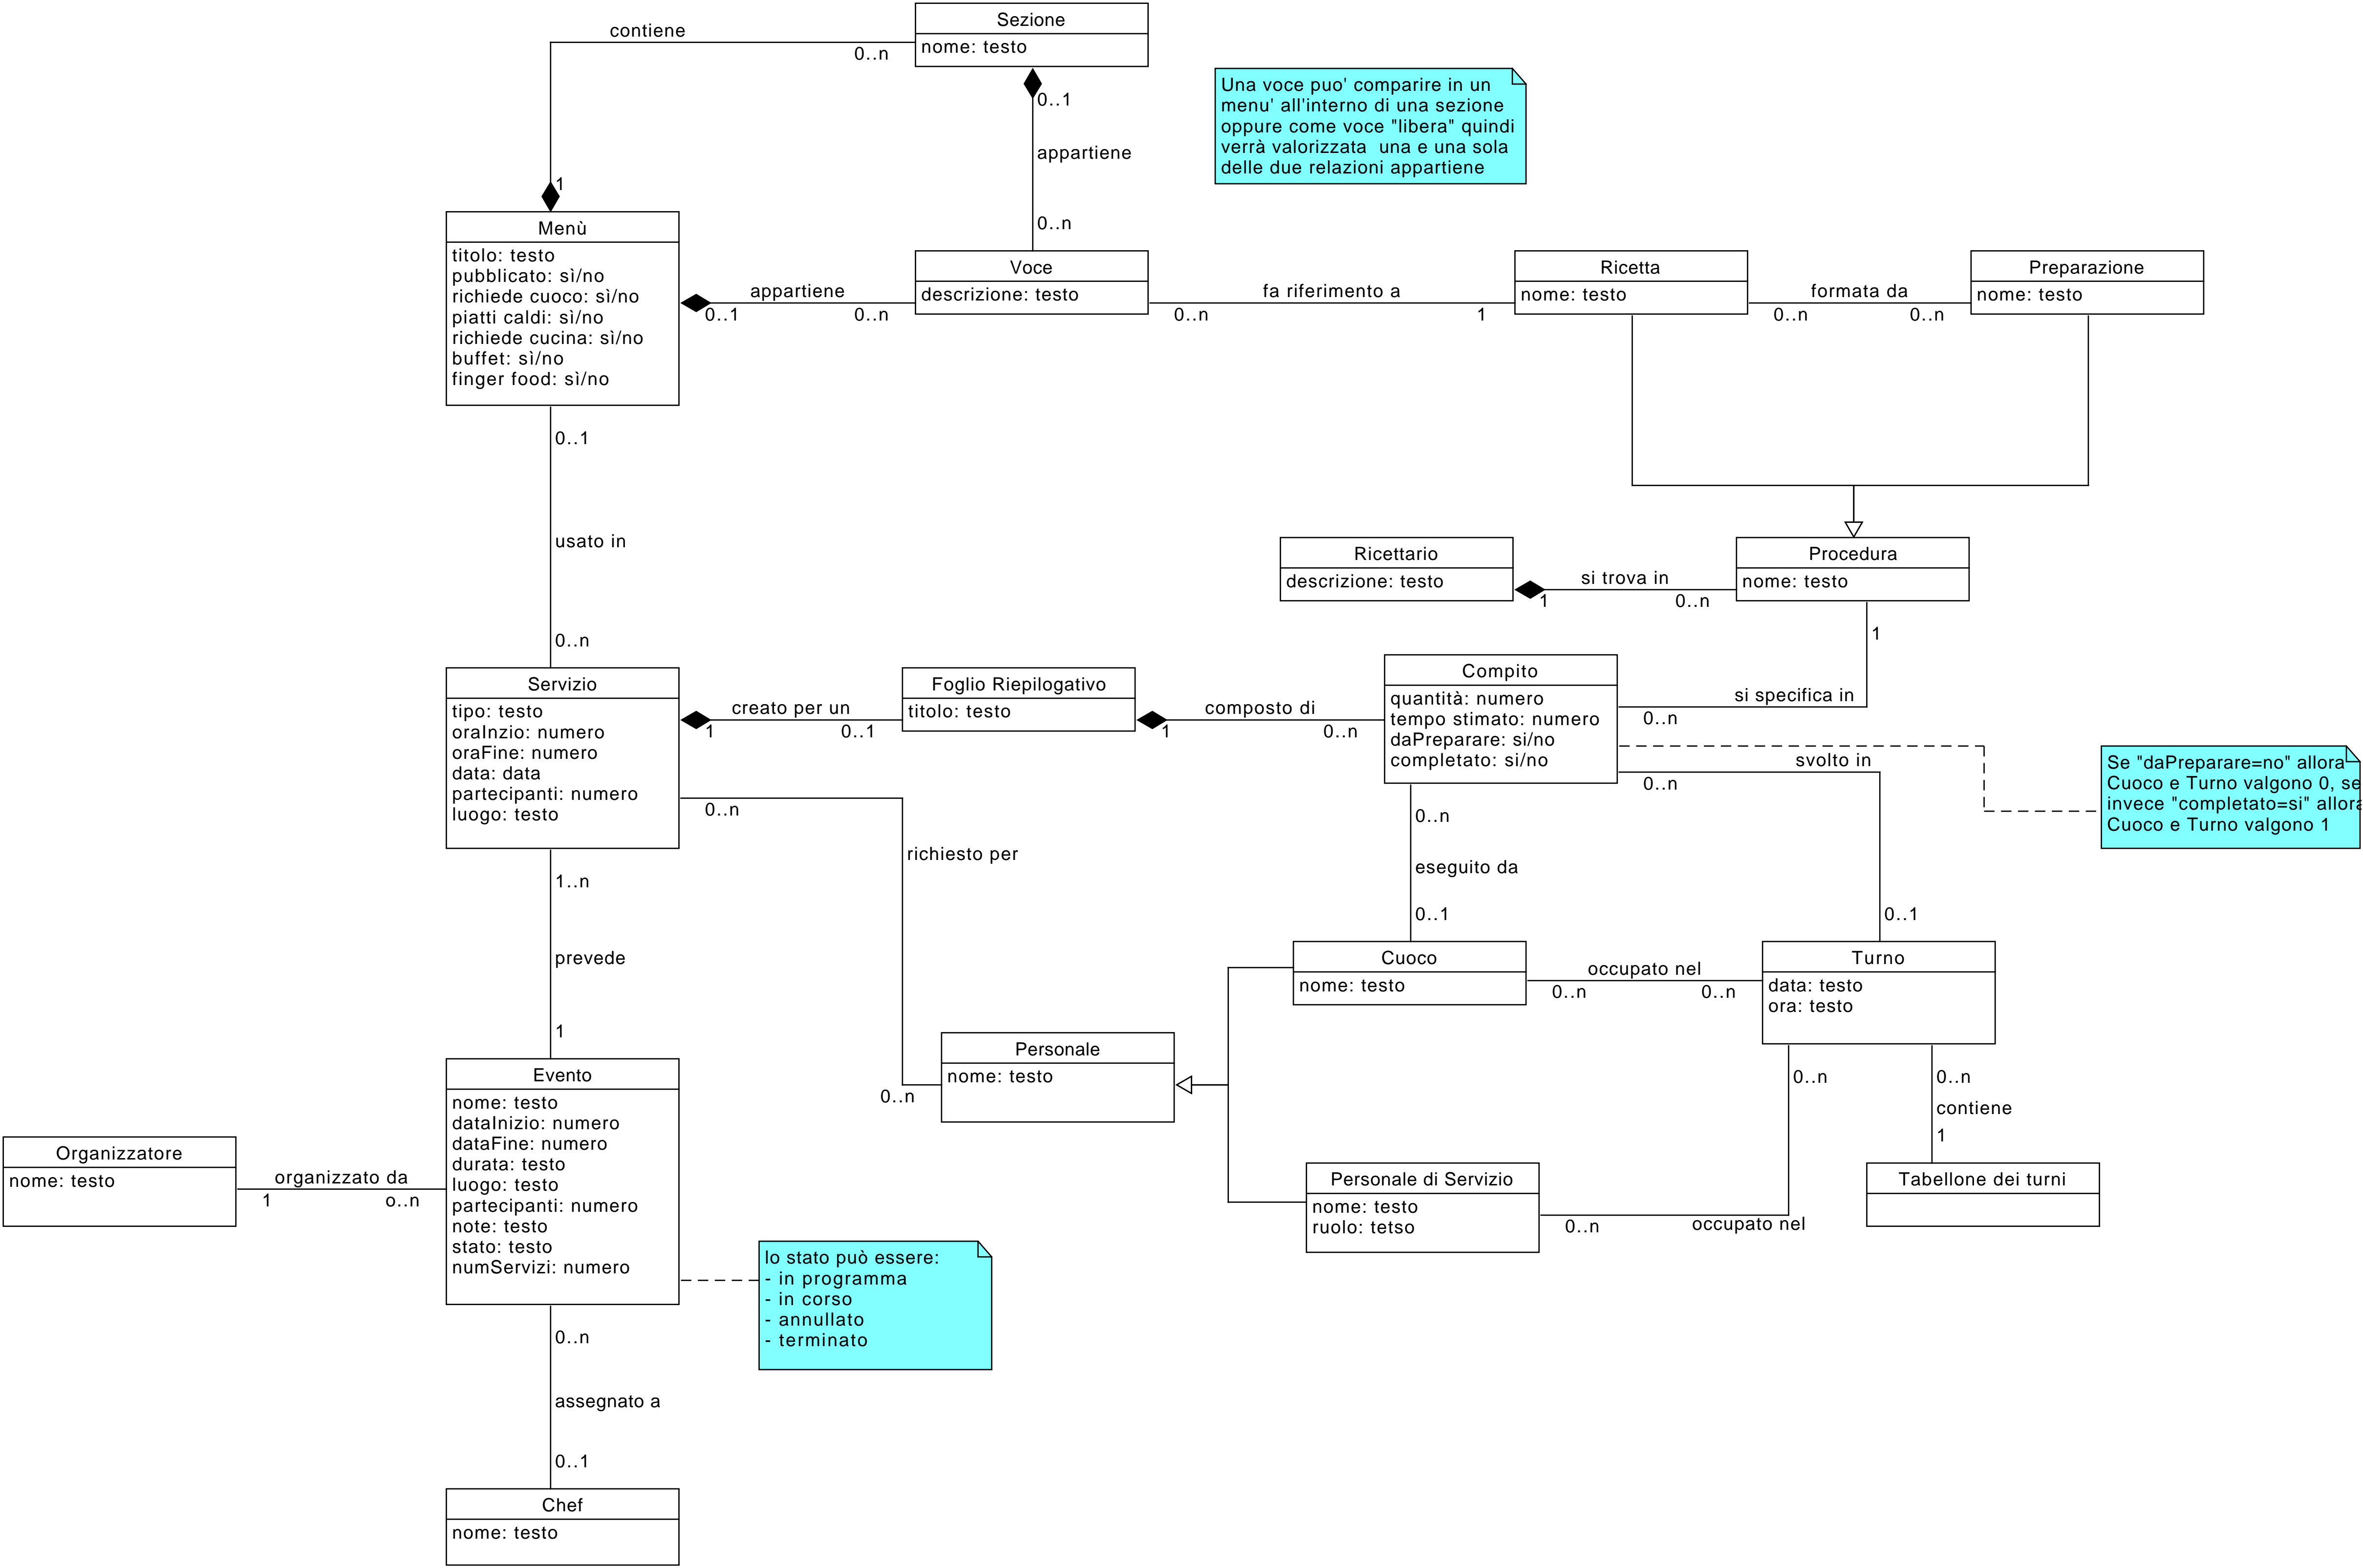 Sezione
nome: testo
contiene
0..n
1
0..1
appartiene
0..n
Una voce puo' comparire in un
menu' all'interno di una sezione
oppure come voce "libera" quindi
verrà valorizzata  una e una sola
delle due relazioni appartiene
Menù
titolo: testo
pubblicato: sì/no
richiede cuoco: sì/no
piatti caldi: sì/no
richiede cucina: sì/no
buffet: sì/no
finger food: sì/no
appartiene
0..1
0..n
Voce
descrizione: testo
fa riferimento a
0..n
1
Ricetta
nome: testo
formata da
0..n
0..n
Preparazione
nome: testo
0..1
usato in
0..n
Ricettario
descrizione: testo
si trova in
1
0..n
Procedura
nome: testo
1
si specifica in
0..n
Servizio
tipo: testo
oraInzio: numero
oraFine: numero
data: data
partecipanti: numero
luogo: testo
creato per un
1
0..1
Foglio Riepilogativo
titolo: testo
composto di
1
0..n
Compito
quantità: numero
tempo stimato: numero
daPreparare: si/no
completato: si/no
svolto in
0..n
0..1
Se "daPreparare=no" allora
Cuoco e Turno valgono 0, se
invece "completato=si" allora
Cuoco e Turno valgono 1
0..n
richiesto per
0..n
0..n
eseguito da
0..1
1..n
prevede
1
Cuoco
nome: testo
occupato nel
0..n
0..n
Turno
data: testo
ora: testo
Personale
nome: testo
0..n
0..n
contiene
1
Evento
nome: testo
dataInizio: numero
dataFine: numero
durata: testo
luogo: testo
partecipanti: numero
note: testo
stato: testo
numServizi: numero
Organizzatore
nome: testo
organizzato da
1
o..n
Personale di Servizio
nome: testo
ruolo: tetso
0..n
occupato nel
Tabellone dei turni
lo stato può essere:
- in programma
- in corso
- annullato
- terminato
0..n
assegnato a
0..1
Chef
nome: testo